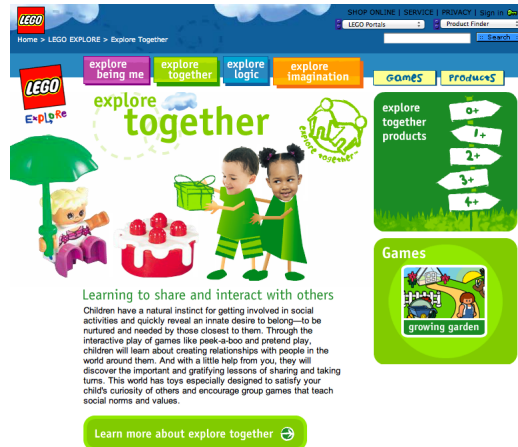 LEGO
SHOP ONLINE | SERVICE | PRIVACY | Sign in
LEGO Portals
Product Finder
Home > LEGO EXPLORE > Explore Together
:: Search
LEGO
EXPLORE
explore being me
explore together
explore logic
explore imagination
GAMES
PRODUCTS
explore
together
explore together
explore
together
products
0+
1+
2+
3+
4+
Games
growing garden
Learning to share and interact with others
Children have a natural instinct for getting involved in social
activities and quickly reveal an innate desire to belong—to be
nurtured and needed by those closest to them. Through the
interactive play of games like peek-a-boo and pretend play,
children will learn about creating relationships with people in the
world around them. And with a little help from you, they will
discover the important and gratifying lessons of sharing and taking
turns. This world has toys especially designed to satisfy your
child's curiosity of others and encourage group games that teach
social norms and values.
Learn more about explore together